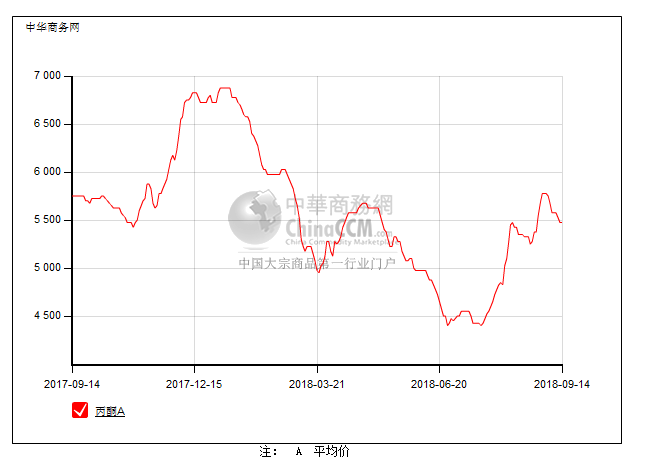 中华商务网
7 000
6 500
6 000
5 500
5 000
4 500
中華商務網
ChinaCCM.com
China Commodity Marketplace
中国大宗商品第一行业门户
2017-09-14 2017-12-15 2018-03-21 2018-06-20 2018-09-14
丙酮A
注: A 平均价